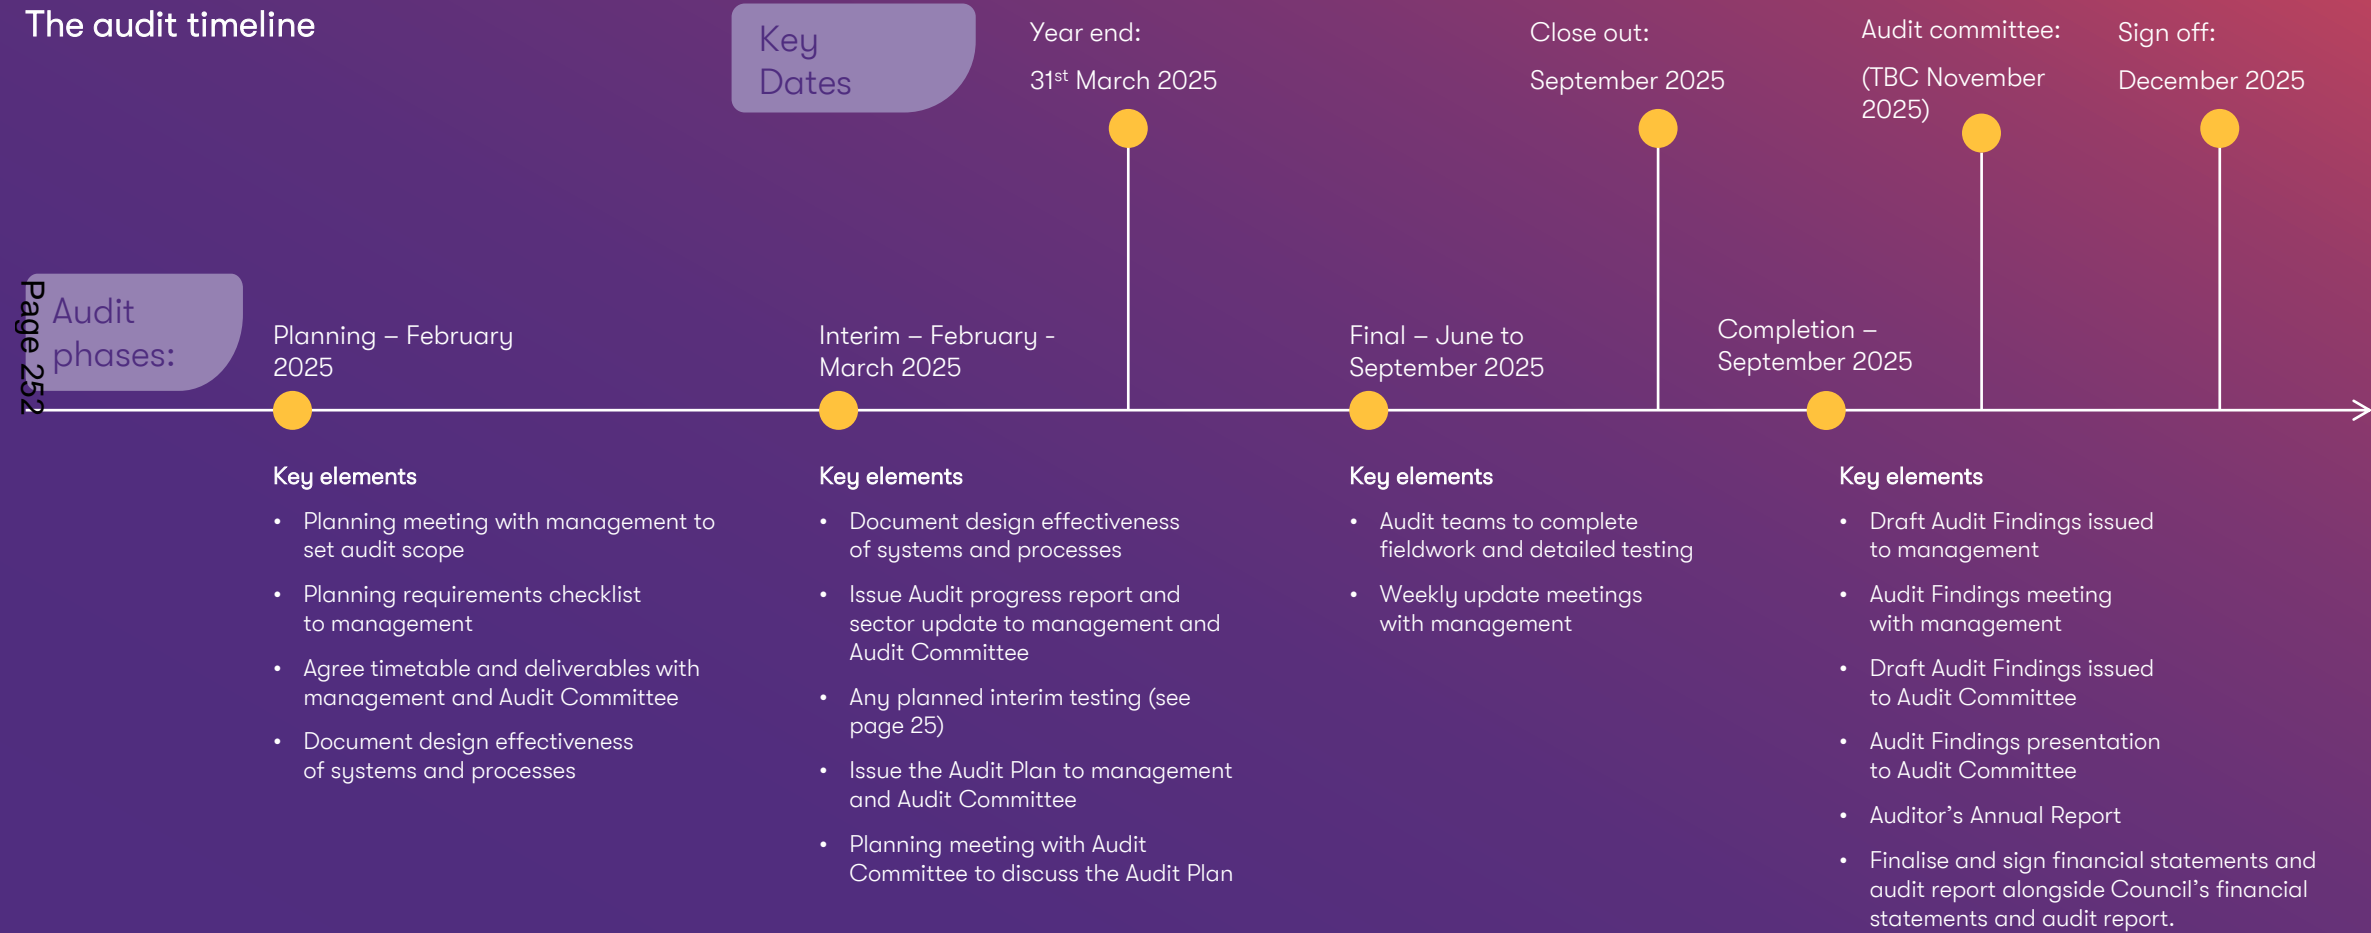 The audit timeline
Key
Dates
Year end:
31st March 2025
Close out:
September 2025
Audit committee:
(TBC November
2025)
Sign off:
December 2025
Page 252
Audit
phases:
Planning – February
2025
Interim – February -
March 2025
Final – June to
September 2025
Completion –
September 2025
Key elements
• Planning meeting with management to
set audit scope
• Planning requirements checklist
to management
• Agree timetable and deliverables with
management and Audit Committee
• Document design effectiveness
of systems and processes
Key elements
• Document design effectiveness
of systems and processes
• Issue Audit progress report and
sector update to management and
Audit Committee
• Any planned interim testing (see
page 25)
• Issue the Audit Plan to management
and Audit Committee
• Planning meeting with Audit
Committee to discuss the Audit Plan
Key elements
• Audit teams to complete
fieldwork and detailed testing
• Weekly update meetings
with management
Key elements
• Draft Audit Findings issued
to management
• Audit Findings meeting
with management
• Draft Audit Findings issued
to Audit Committee
• Audit Findings presentation
to Audit Committee
• Auditor’s Annual Report
• Finalise and sign financial statements and
audit report alongside Council’s financial
statements and audit report.